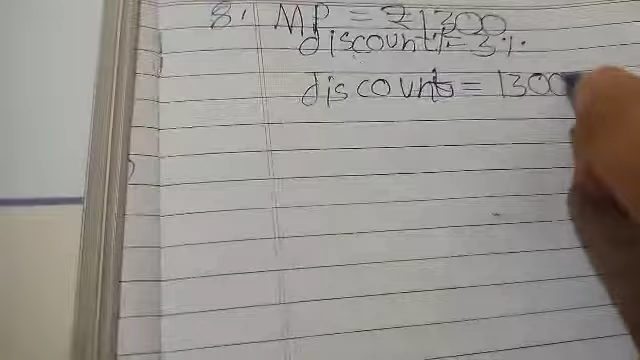 8. MP = ₹1300
discount% = 3%.
discount = 1300